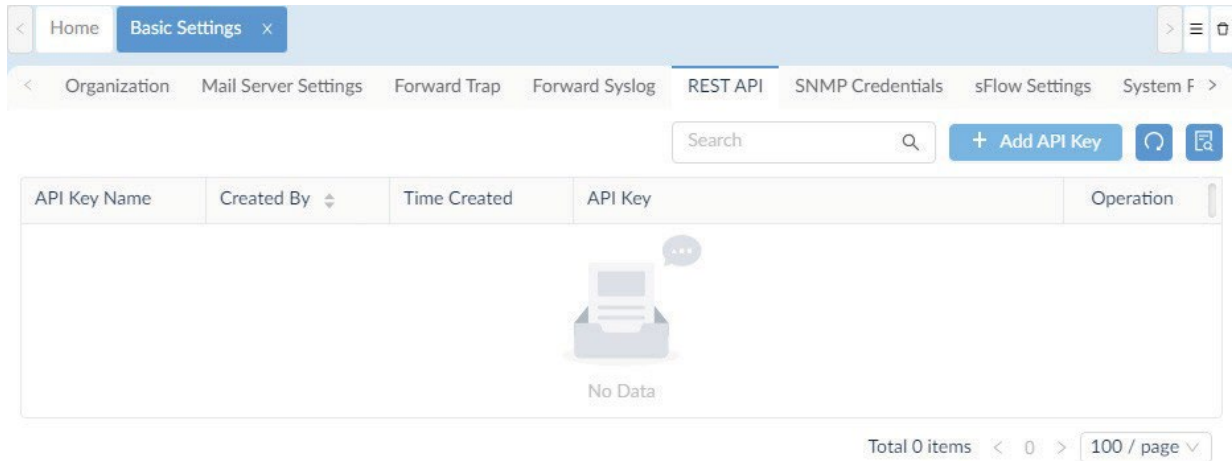 Home Basic Settings
Organization Mail Server Settings Forward Trap Forward Syslog REST API SNMP Credentials sFlow Settings System
Search + Add API Key
API Key Name Created By Time Created API Key Operation
No Data
Total 0 items < 0 > 100 / page